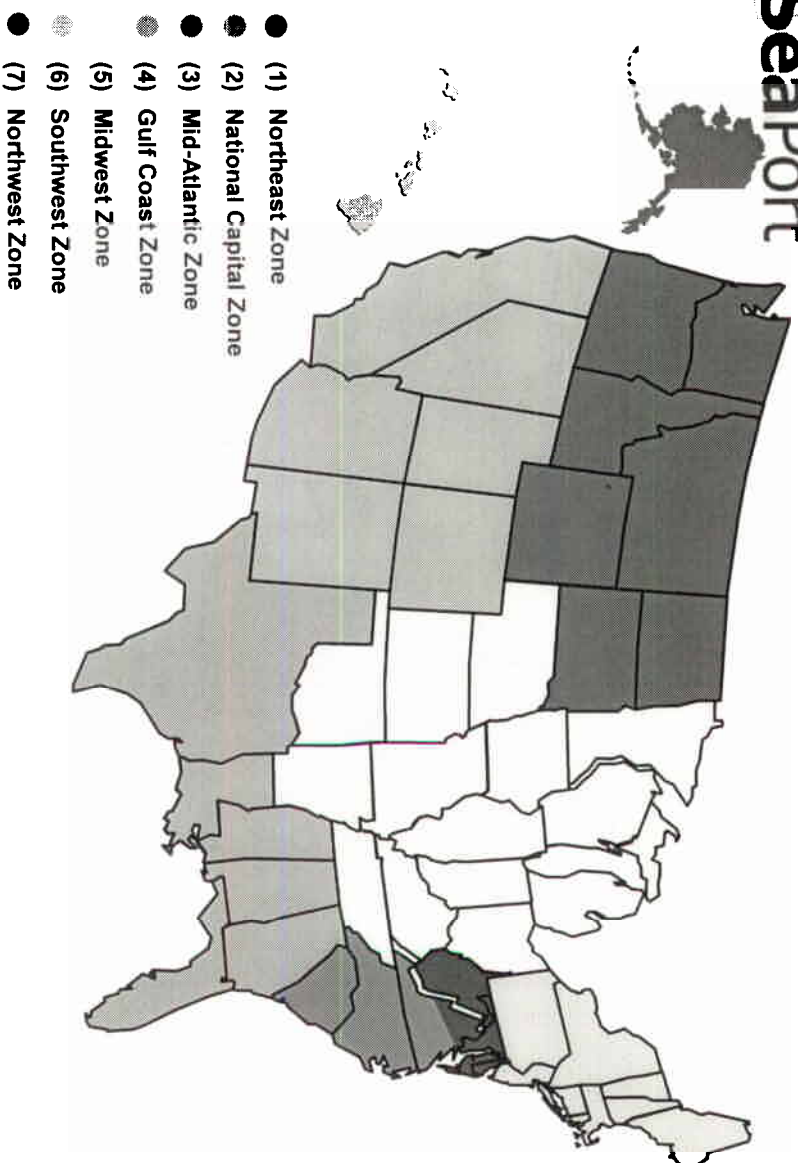 SeaPort
(1) Northeast Zone
(2) National Capital Zone
(3) Mid-Atlantic Zone
(4) Gulf Coast Zone
(5) Midwest Zone
(6) Southwest Zone
(7) Northwest Zone